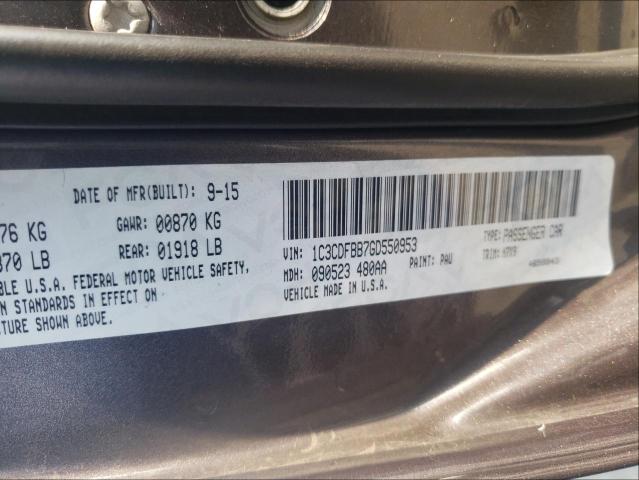 DATE OF MFR(BUILT): 9-15
76 KG GAWR: 00870 KG
370 LB REAR: 01918 LB
BLE U.S.A. FEDERAL MOTOR VEHICLE SAFETY,
N STANDARDS IN EFFECT ON
TURE SHOWN ABOVE.
VIN: 1C3CDFBB7GD550953 TYPE: PASSENGER CAR
MDH: 090523 480AA PAINT: PAU TRIM:
VEHICLE MADE IN U.S.A.